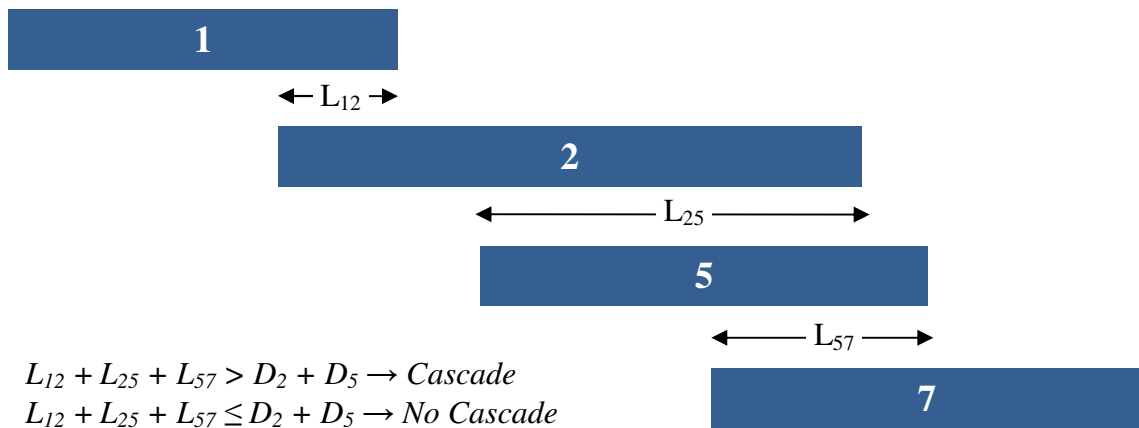 1
L₁₂
2
L₂₅
5
L₅₇
L₁₂ + L₂₅ + L₅₇ > D₂ + D₅ → Cascade
7
L₁₂ + L₂₅ + L₅₇ ≤ D₂ + D₅ → No Cascade